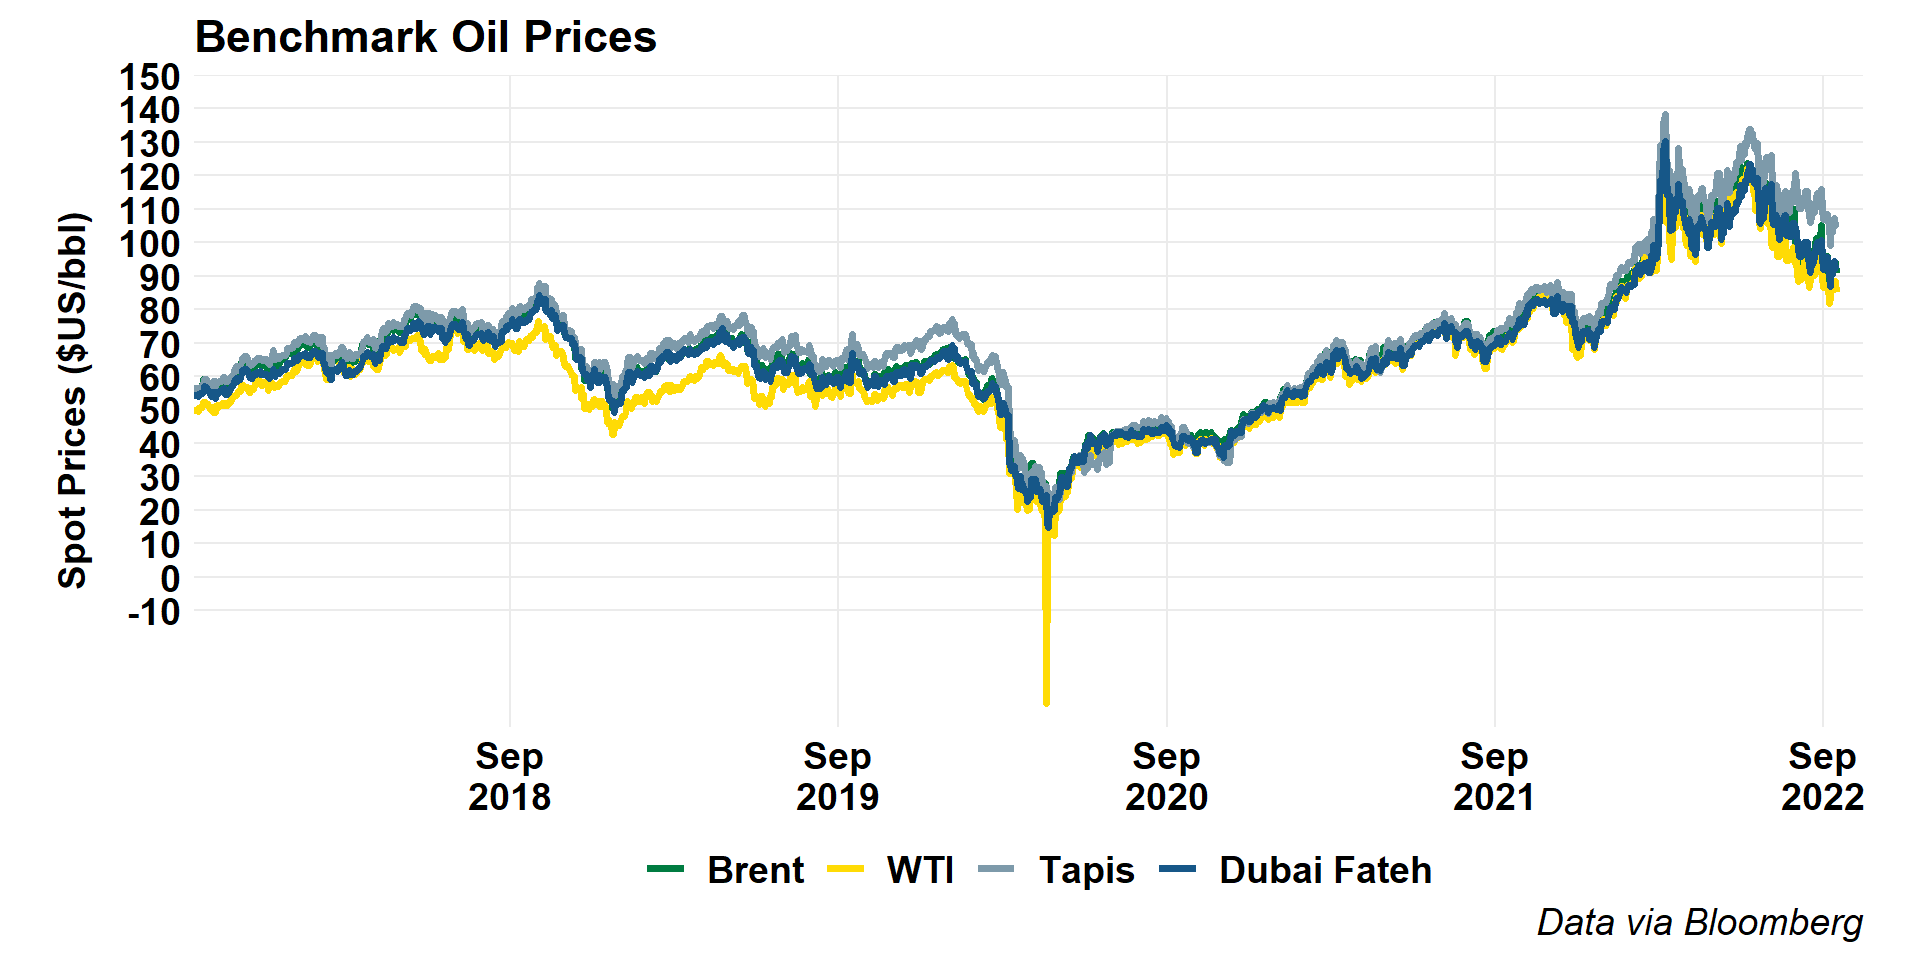 Benchmark Oil Prices
150
140
130
120
110
100
90
80
70
60
50
40
30
20
10
0
-10
Spot Prices ($US/bbl)
Sep
2018
Sep
2019
Sep
2020
Sep
2021
Sep
2022
Brent WTI Tapis Dubai Fateh
Data via Bloomberg